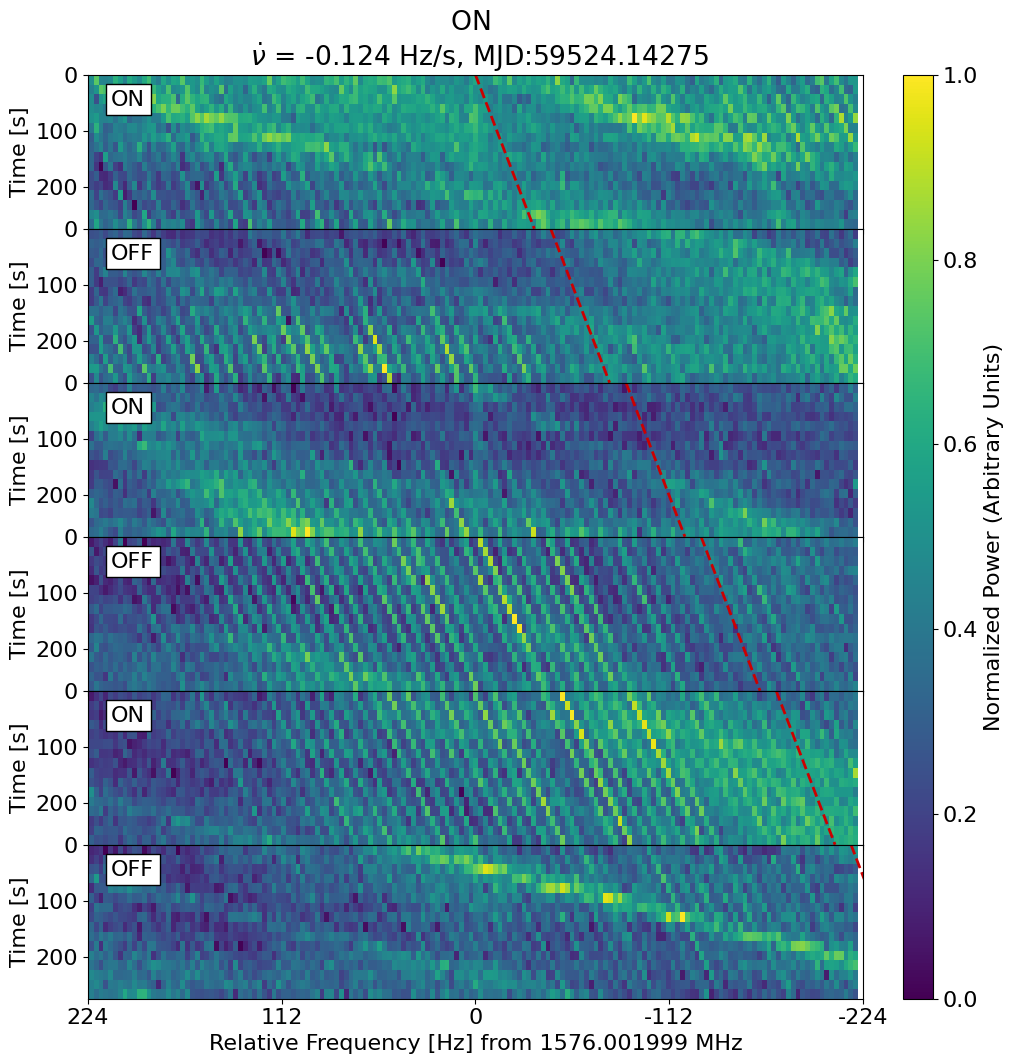 ON
ν̇ = -0.124 Hz/s, MJD:59524.14275
0
100
200
Time [s]
ON
0
100
200
Time [s]
OFF
0
100
200
Time [s]
ON
0
100
200
Time [s]
OFF
0
100
200
Time [s]
ON
0
100
200
Time [s]
OFF
224
112
0
-112
-224
Relative Frequency [Hz] from 1576.001999 MHz
1.0
0.8
0.6
0.4
0.2
0.0
Normalized Power (Arbitrary Units)